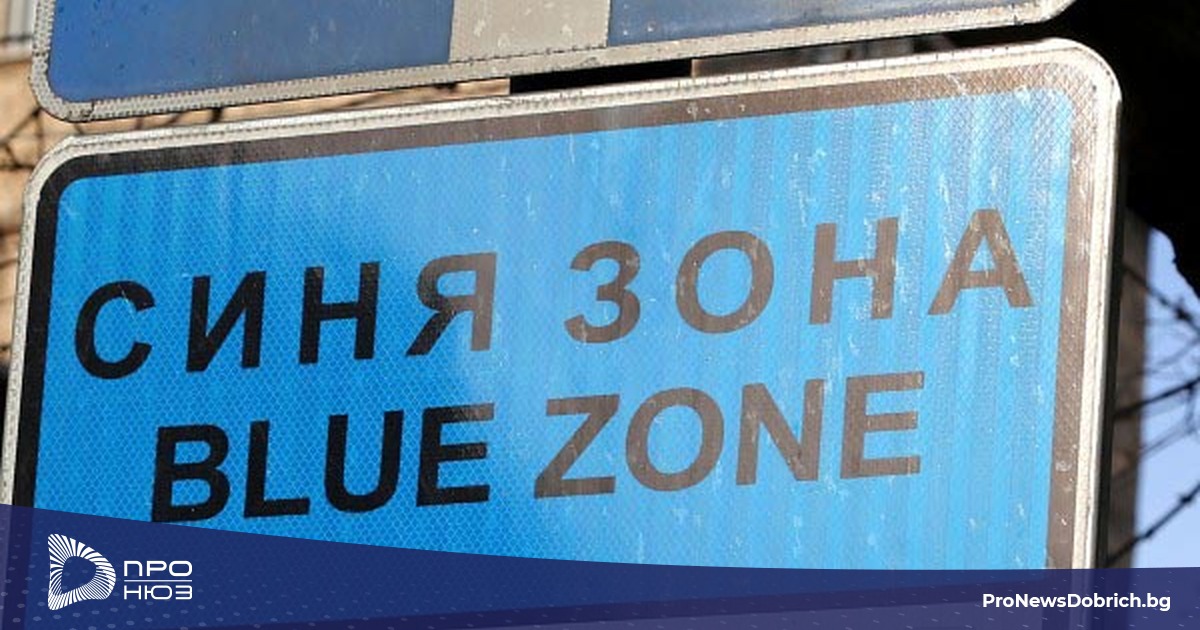 СИНЯ ЗОНА
BLUE ZONE
ПРО
НЮЗ
ProNewsDobrich.bg